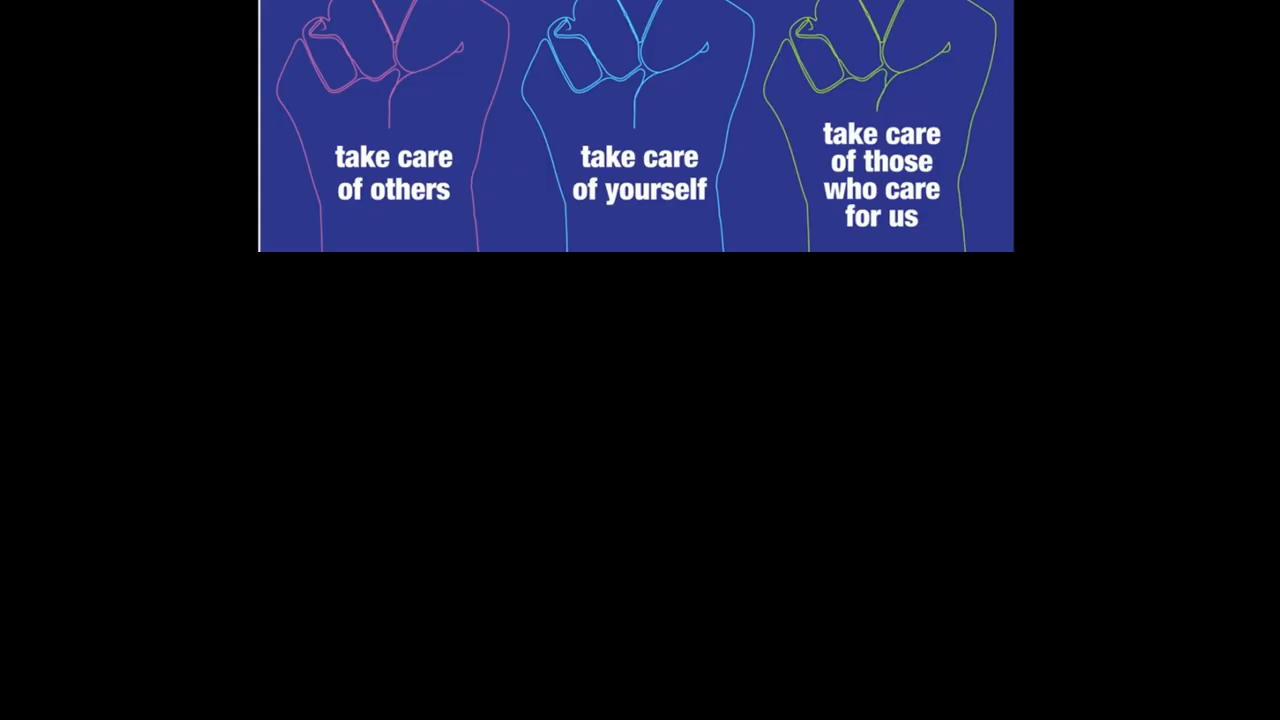 take care
of others
take care
of yourself
take care
of those
who care
for us